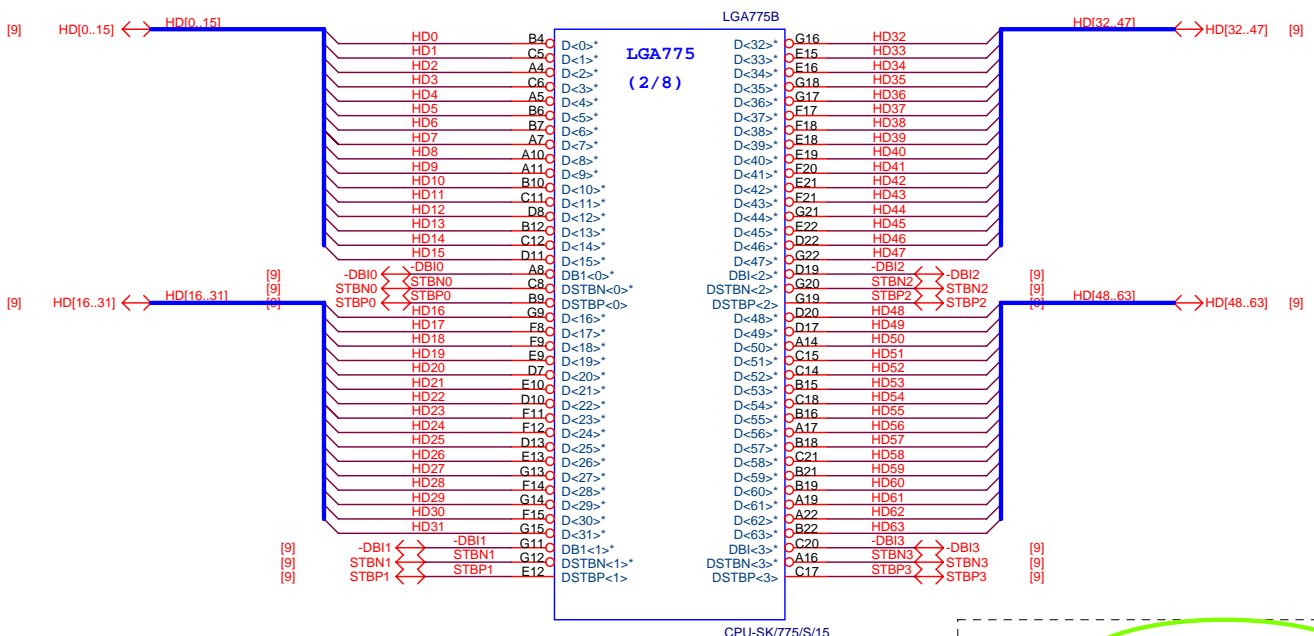 LGA775B
[9] HD[0..15] HD[0..15] HD[32..47] HD[32..47] [9]
LGA775
(2/8)
HD0 B4 D<0>* D<32>* G16 HD32
HD1 C5 D<1>* D<33>* E15 HD33
HD2 A4 D<2>* D<34>* E16 HD34
HD3 C6 D<3>* D<35>* G18 HD35
HD4 A5 D<4>* D<36>* G17 HD36
HD5 B6 D<5>* D<37>* F17 HD37
HD6 B7 D<6>* D<38>* F18 HD38
HD7 A7 D<7>* D<39>* E18 HD39
HD8 A10 D<8>* D<40>* E19 HD40
HD9 A11 D<9>* D<41>* F20 HD41
HD10 B10 D<10>* D<42>* E21 HD42
HD11 C11 D<11>* D<43>* F21 HD43
HD12 D8 D<12>* D<44>* G21 HD44
HD13 B12 D<13>* D<45>* E22 HD45
HD14 C12 D<14>* D<46>* D22 HD46
HD15 D11 D<15>* D<47>* G22 HD47
[9] -DBI0 -DBI0 A8 DB1<0>* DBI<2>* D19 -DBI2 -DBI2 [9]
[9] STBN0 STBN0 C8 DSTBN<0>* DSTBN<2>* G20 STBN2 STBN2 [9]
[9] STBP0 STBP0 B9 DSTBP<0> DSTBP<2> G19 STBP2 STBP2 [9]
[9] HD[16..31] HD[16..31] HD[48..63] HD[48..63] [9]
HD16 G9 D<16>* D<48>* D20 HD48
HD17 F8 D<17>* D<49>* D17 HD49
HD18 F9 D<18>* D<50>* A14 HD50
HD19 E9 D<19>* D<51>* C15 HD51
HD20 D7 D<20>* D<52>* C14 HD52
HD21 E10 D<21>* D<53>* B15 HD53
HD22 D10 D<22>* D<54>* C18 HD54
HD23 F11 D<23>* D<55>* B16 HD55
HD24 F12 D<24>* D<56>* A17 HD56
HD25 D13 D<25>* D<57>* B18 HD57
HD26 E13 D<26>* D<58>* C21 HD58
HD27 G13 D<27>* D<59>* B21 HD59
HD28 F14 D<28>* D<60>* B19 HD60
HD29 G14 D<29>* D<61>* A19 HD61
HD30 F15 D<30>* D<62>* A22 HD62
HD31 G15 D<31>* D<63>* B22 HD63
[9] -DBI1 -DBI1 G11 DB1<1>* DBI<3>* C20 -DBI3 -DBI3 [9]
[9] STBN1 STBN1 G12 DSTBN<1>* DSTBN<3>* A16 STBN3 STBN3 [9]
[9] STBP1 STBP1 E12 DSTBP<1> DSTBP<3> C17 STBP3 STBP3 [9]
CPU-SK/775/S/15